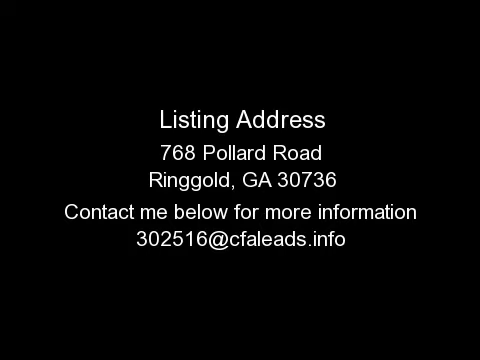 Listing Address
768 Pollard Road
Ringgold, GA 30736
Contact me below for more information
302516@cfaleads.info